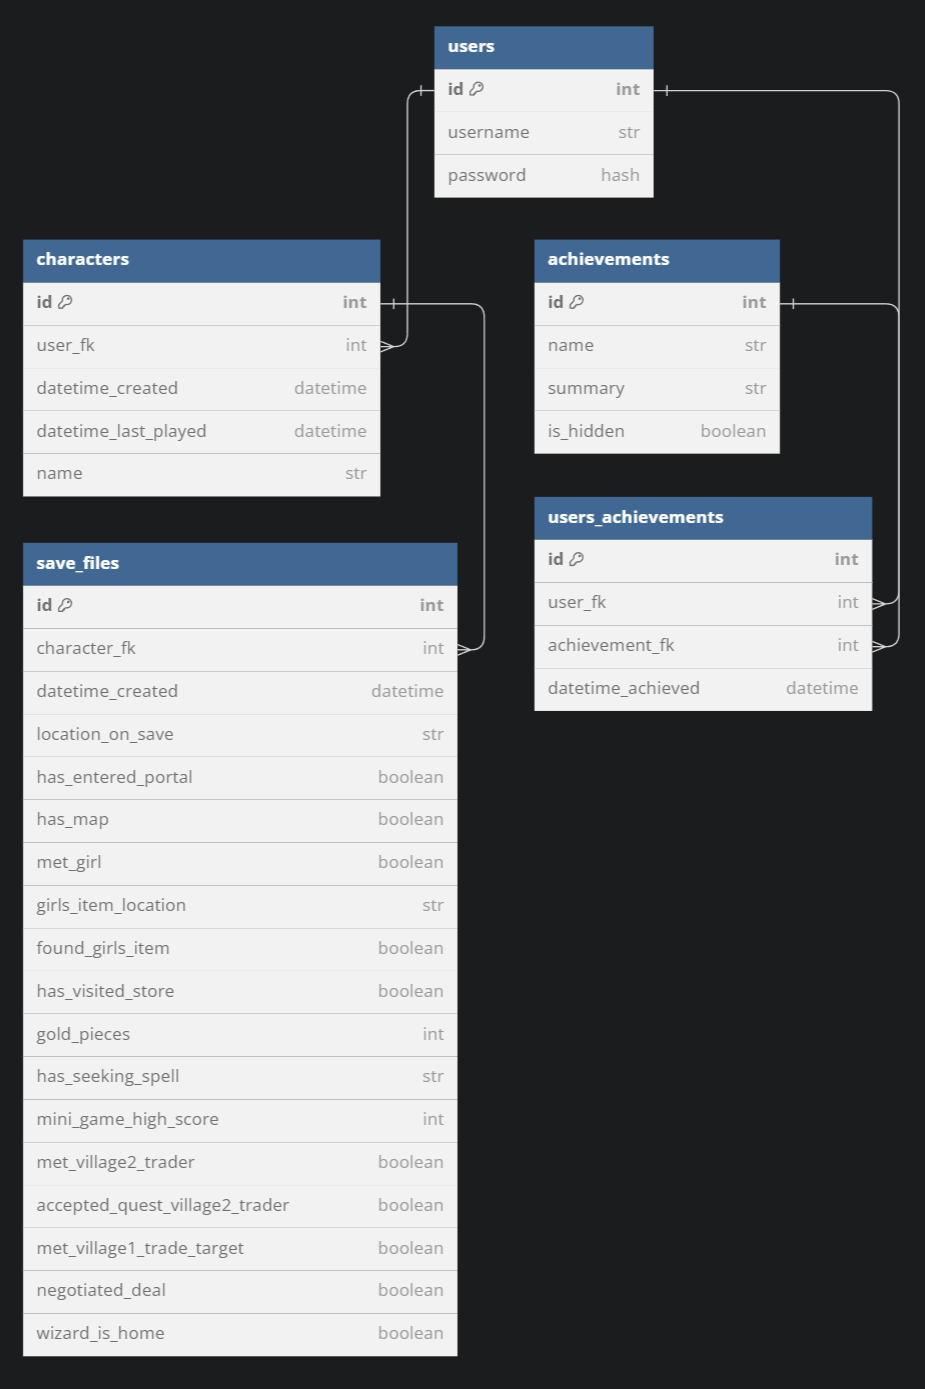 users
id int
username str
password hash
characters
id int
user_fk int
datetime_created datetime
datetime_last_played datetime
name str
achievements
id int
name str
summary str
is_hidden boolean
users_achievements
id int
user_fk int
achievement_fk int
datetime_achieved datetime
save_files
id int
character_fk int
datetime_created datetime
location_on_save str
has_entered_portal boolean
has_map boolean
met_girl boolean
girls_item_location str
found_girls_item boolean
has_visited_store boolean
gold_pieces int
has_seeking_spell str
mini_game_high_score int
met_village2_trader boolean
accepted_quest_village2_trader boolean
met_village1_trade_target boolean
negotiated_deal boolean
wizard_is_home boolean